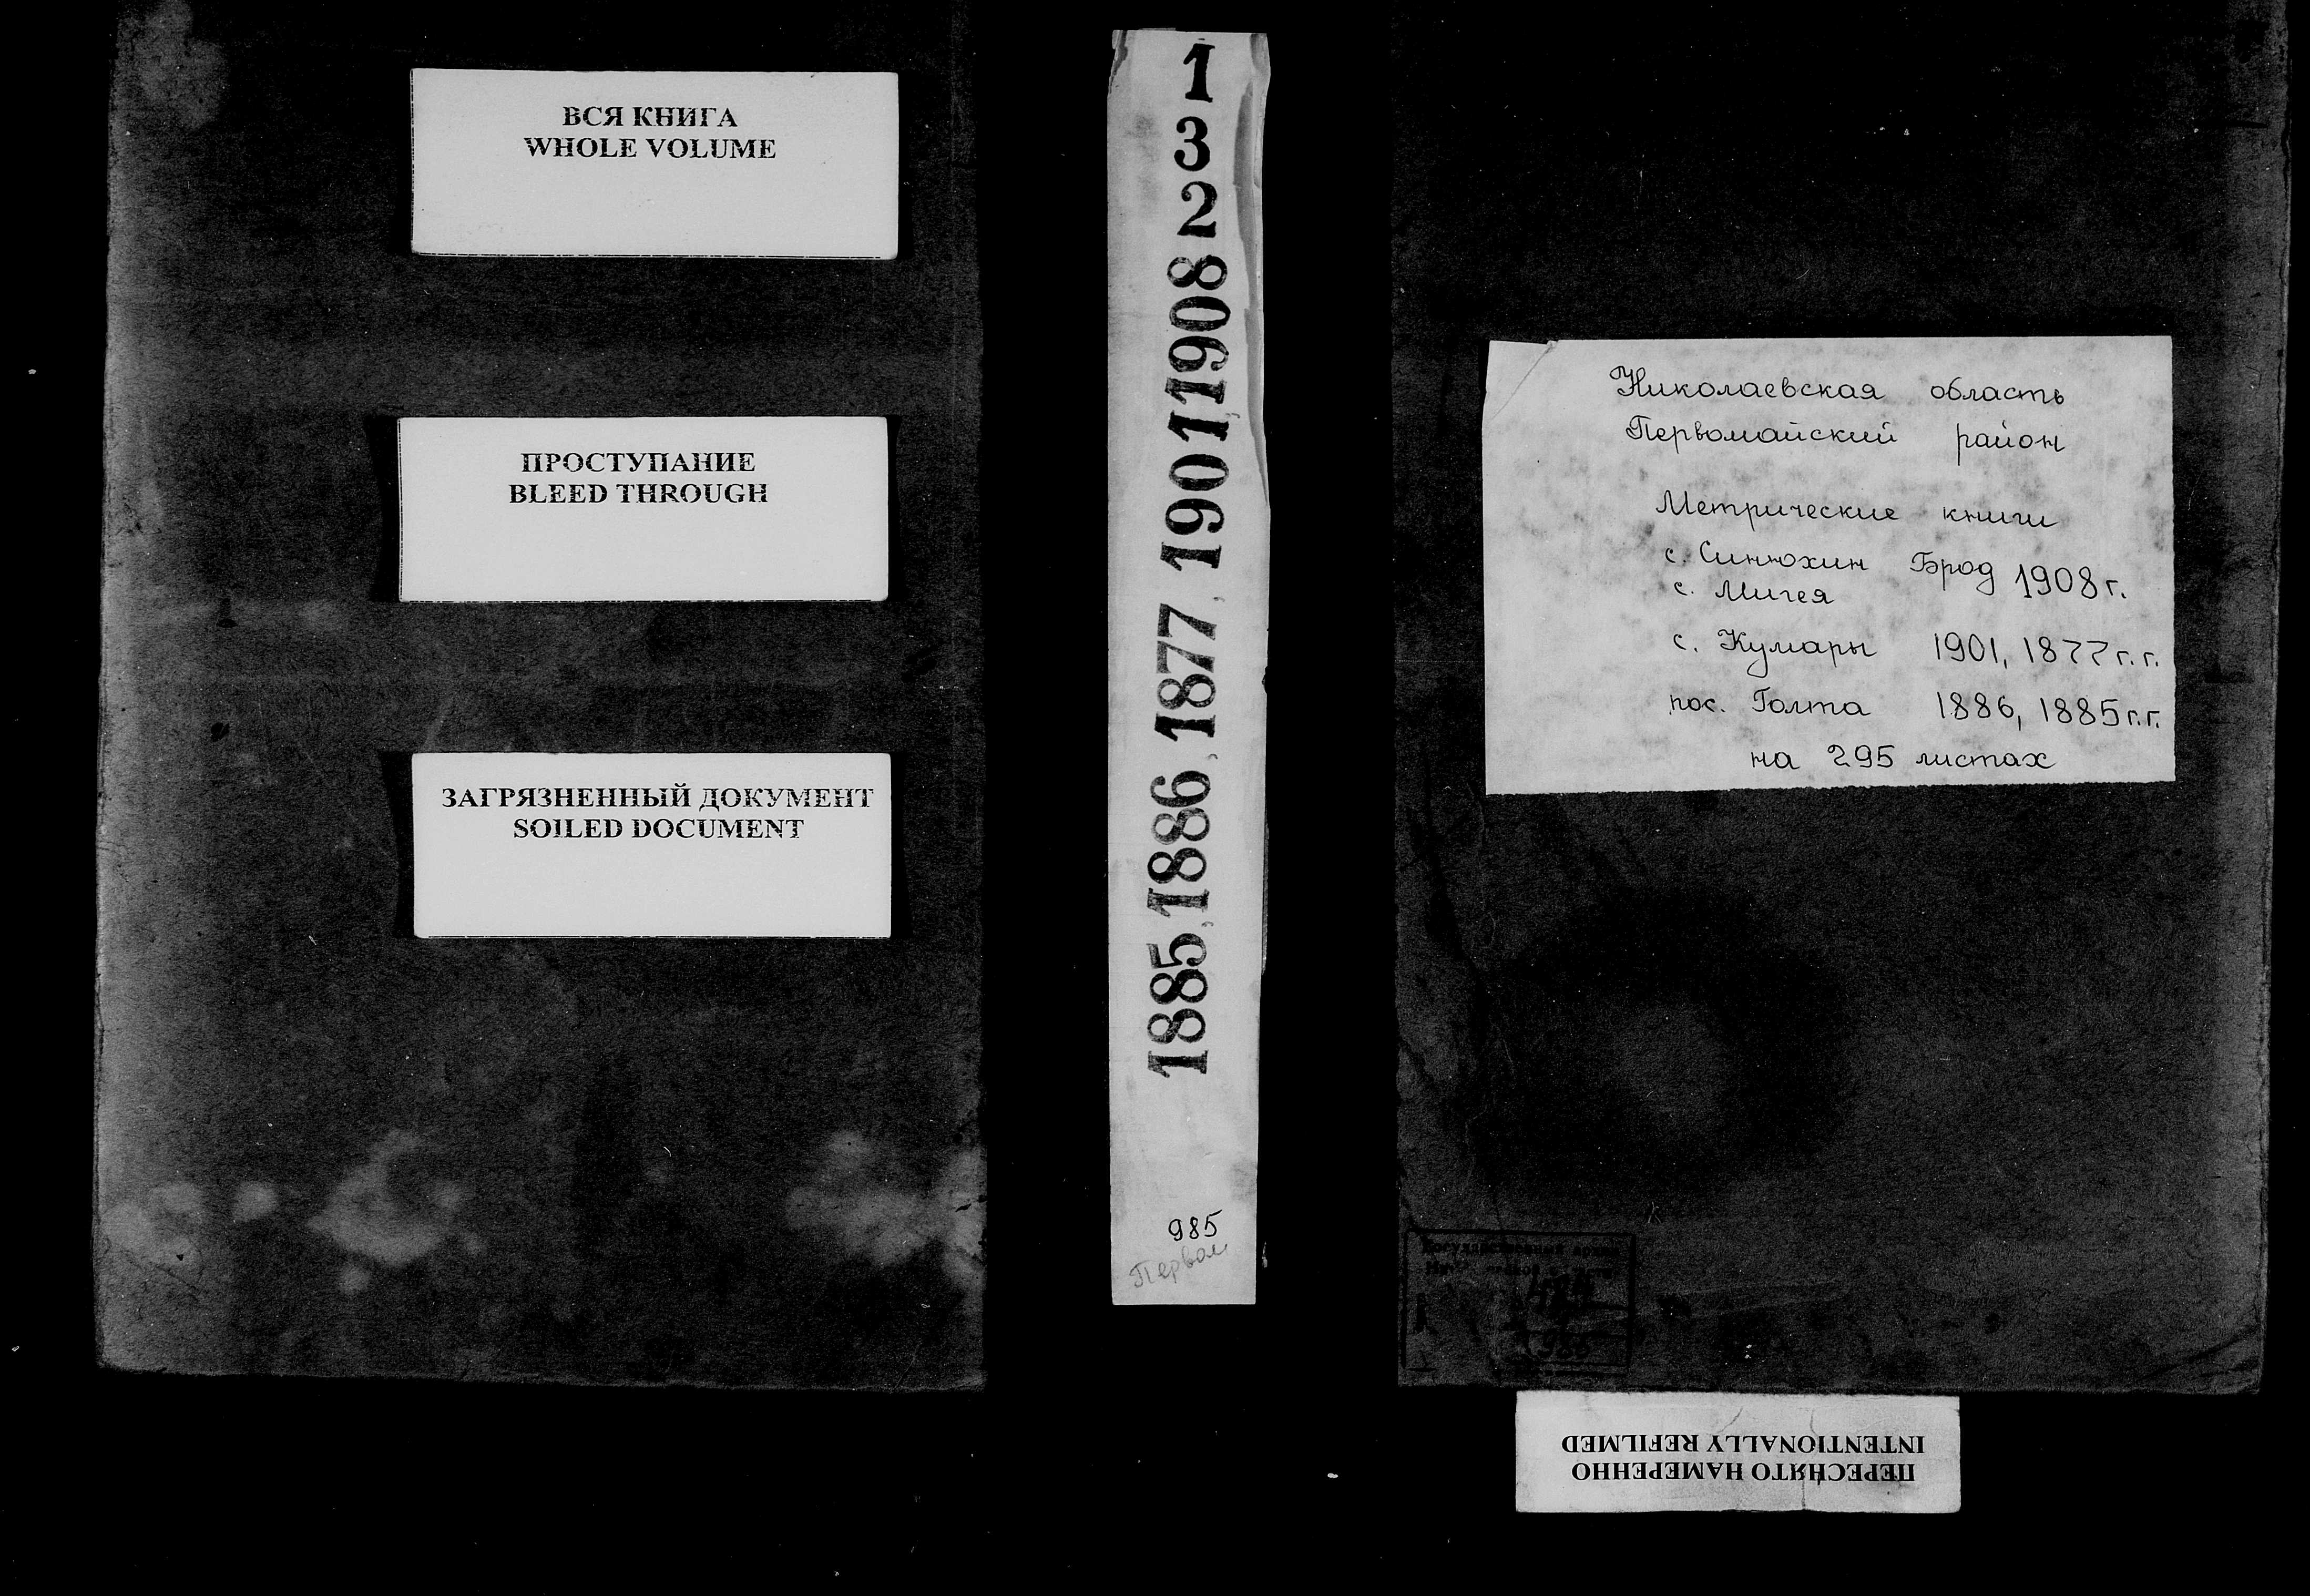 ВСЯ КНИГА
WHOLE VOLUME
ПРОСТУПАНИЕ
BLEED THROUGH
ЗАГРЯЗНЕННЫЙ ДОКУМЕНТ
SOILED DOCUMENT
1
3
2
1885, 1886, 1877, 1901, 1908
985
Первом
Николаевская область
Первомайский район
Метрические книги
с. Синюхин Брод 1908 г.
с. Мигея
с. Кумары 1901, 1877 г. г.
пос. Голта 1886, 1885 г. г.
на 295 листах
985
ПЕРЕСНЯТО НАМЕРЕННО
INTENTIONALLY REFILMED